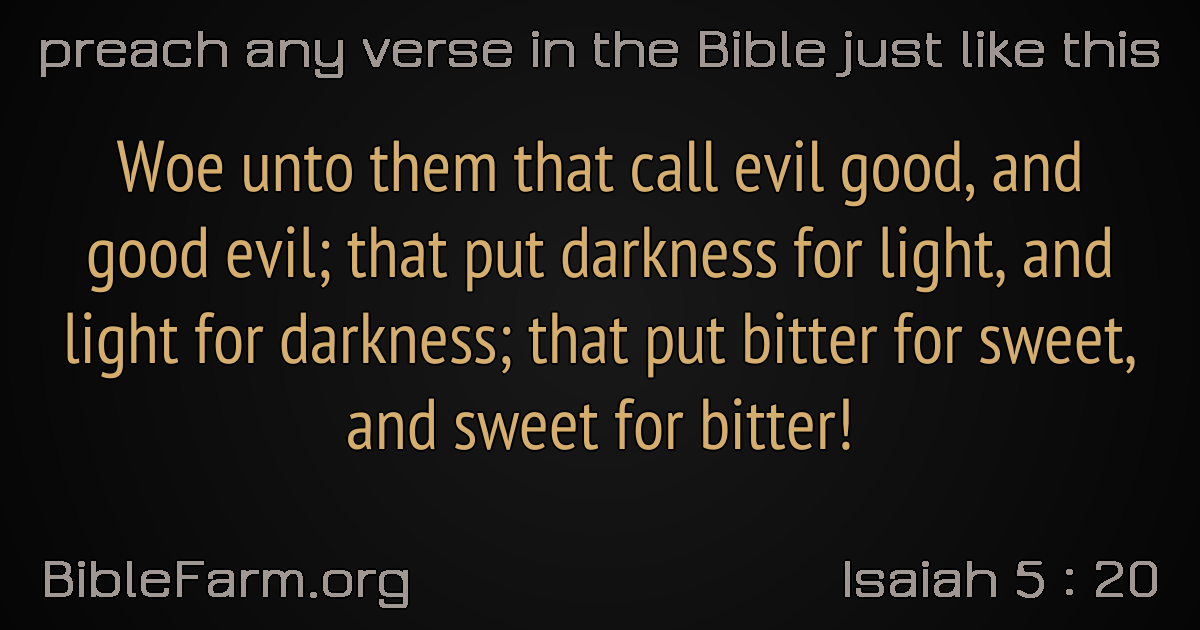 preach any verse in the Bible just like this
Woe unto them that call evil good, and
good evil; that put darkness for light, and
light for darkness; that put bitter for sweet,
and sweet for bitter!
BibleFarm.org
Isaiah 5 : 20